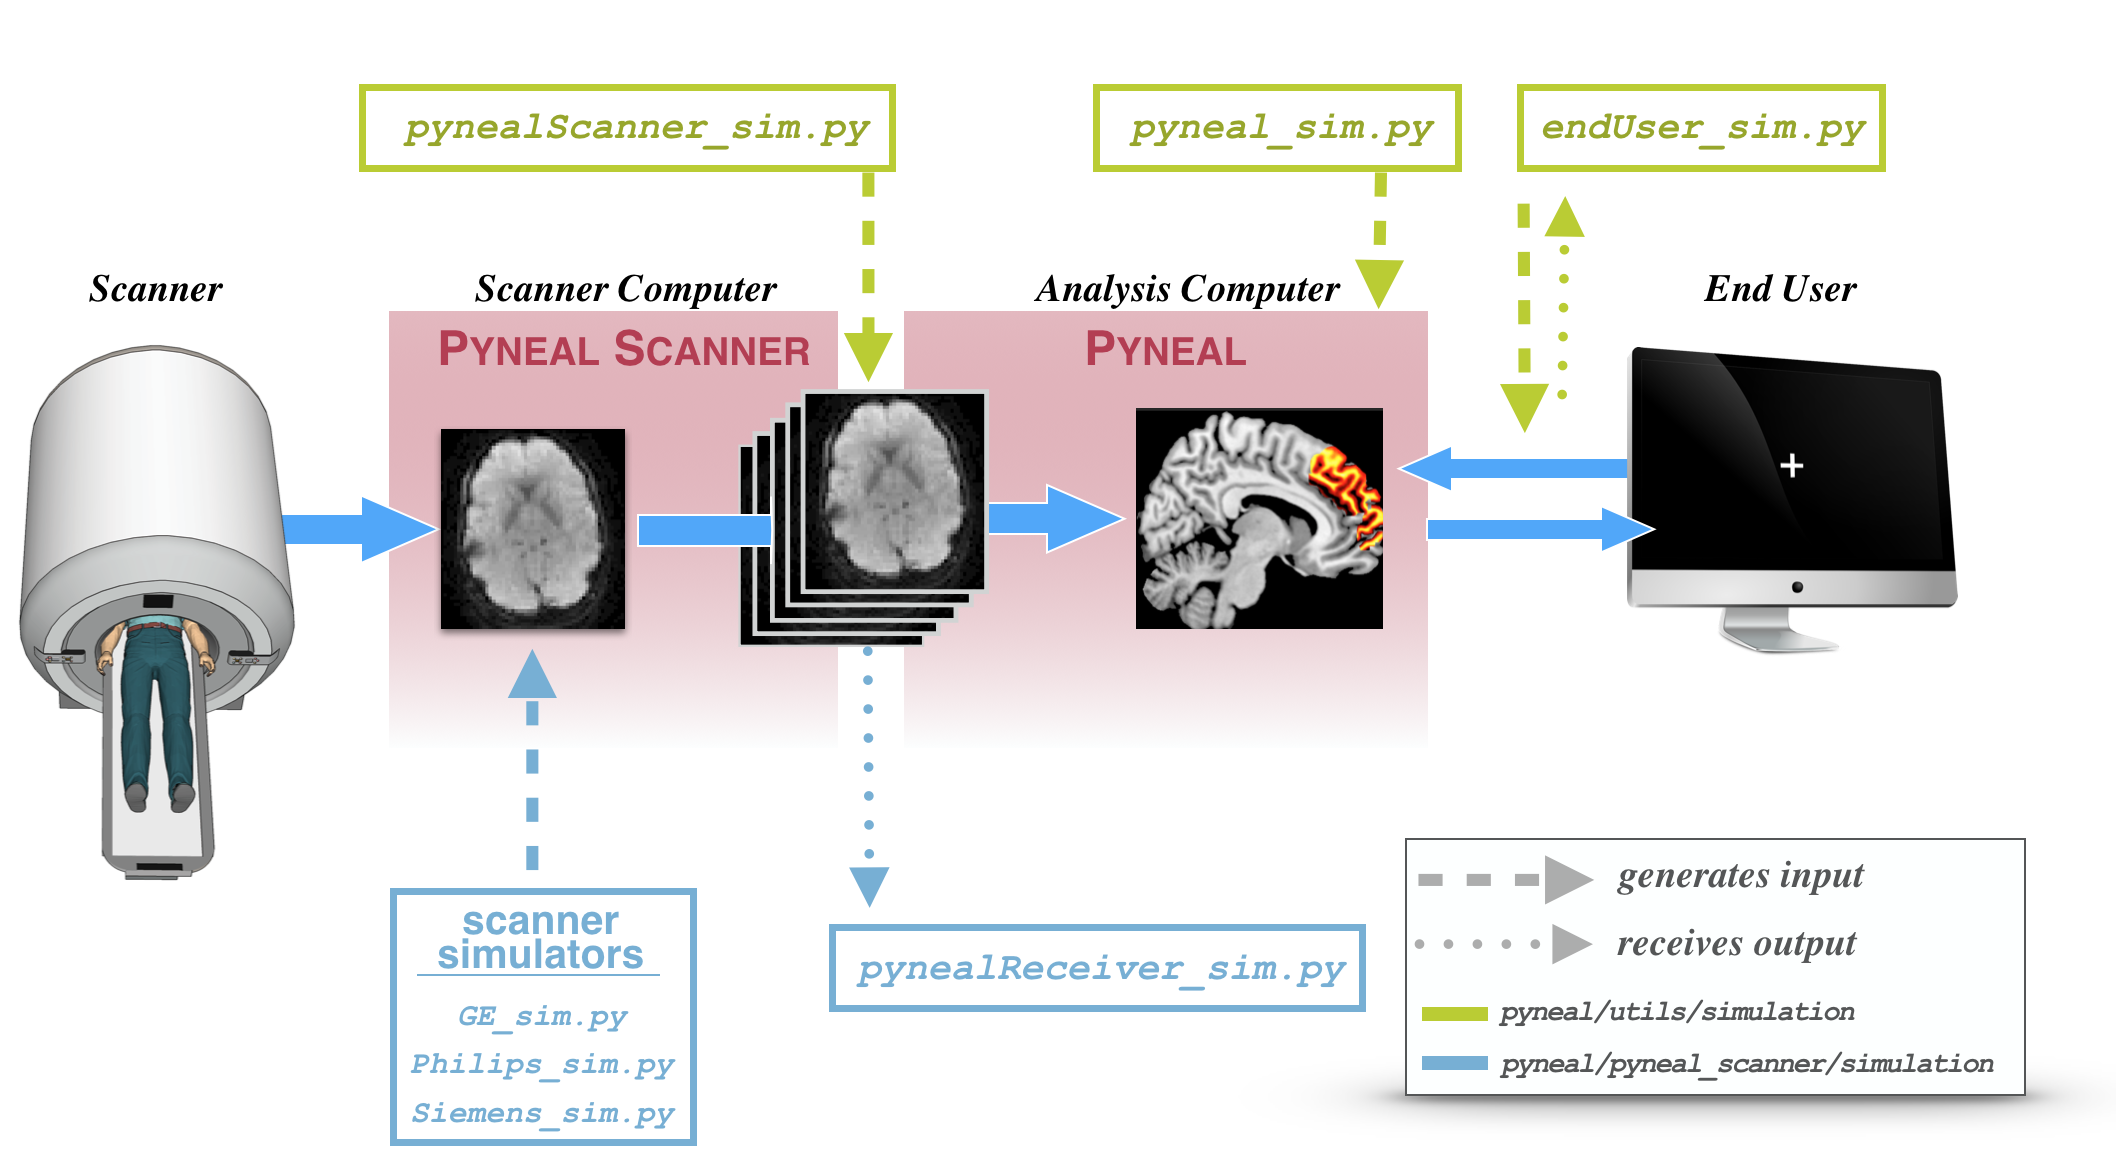 pynealScanner_sim.py
pyneal_sim.py
endUser_sim.py
Scanner
Scanner Computer
Analysis Computer
End User
PYNEAL SCANNER
PYNEAL
scanner
simulators
GE_sim.py
Philips_sim.py
Siemens_sim.py
pynealReceiver_sim.py
generates input
receives output
pyneal/utils/simulation
pyneal/pyneal_scanner/simulation